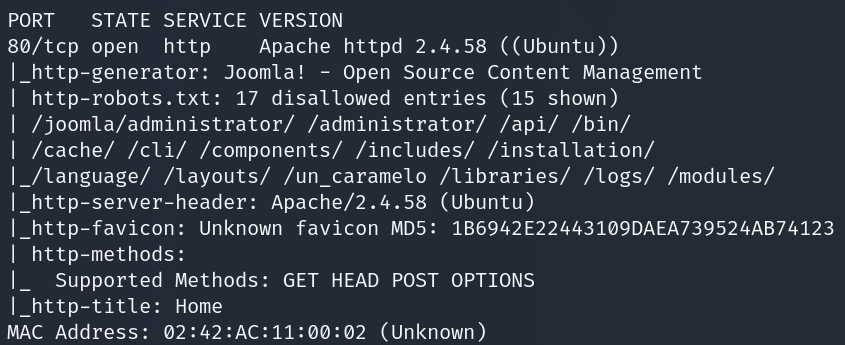 PORT   STATE SERVICE VERSION
80/tcp open  http    Apache httpd 2.4.58 ((Ubuntu))
|_http-generator: Joomla! - Open Source Content Management
| http-robots.txt: 17 disallowed entries (15 shown)
| /joomla/administrator/ /administrator/ /api/ /bin/
| /cache/ /cli/ /components/ /includes/ /installation/
|_/language/ /layouts/ /un_caramelo /libraries/ /logs/ /modules/
|_http-server-header: Apache/2.4.58 (Ubuntu)
|_http-favicon: Unknown favicon MD5: 1B6942E22443109DAEA739524AB74123
| http-methods:
|_  Supported Methods: GET HEAD POST OPTIONS
|_http-title: Home
MAC Address: 02:42:AC:11:00:02 (Unknown)